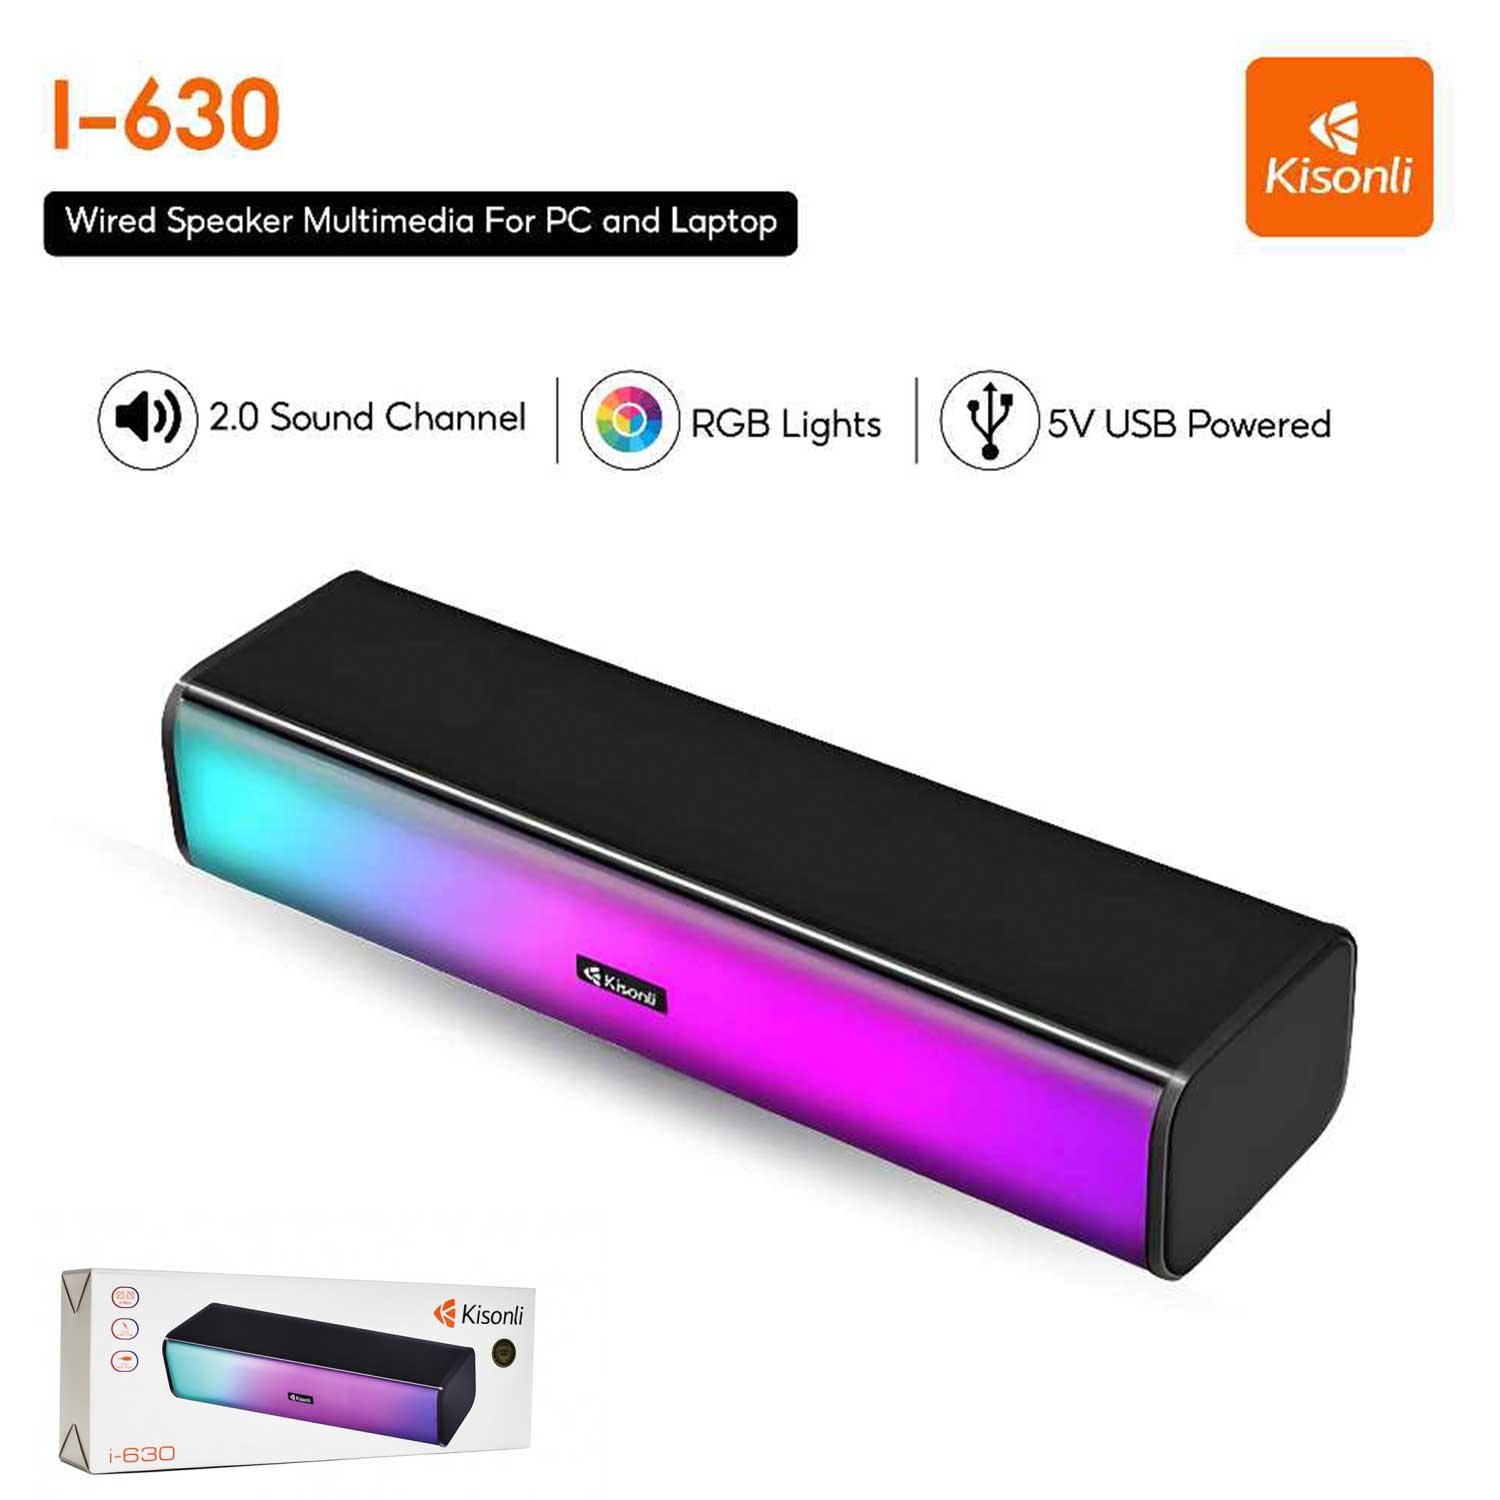 I-630
Kisonli
Wired Speaker Multimedia For PC and Laptop
2.0 Sound Channel
RGB Lights
5V USB Powered
Kisonli
Kisonli
Kisonli
i-630